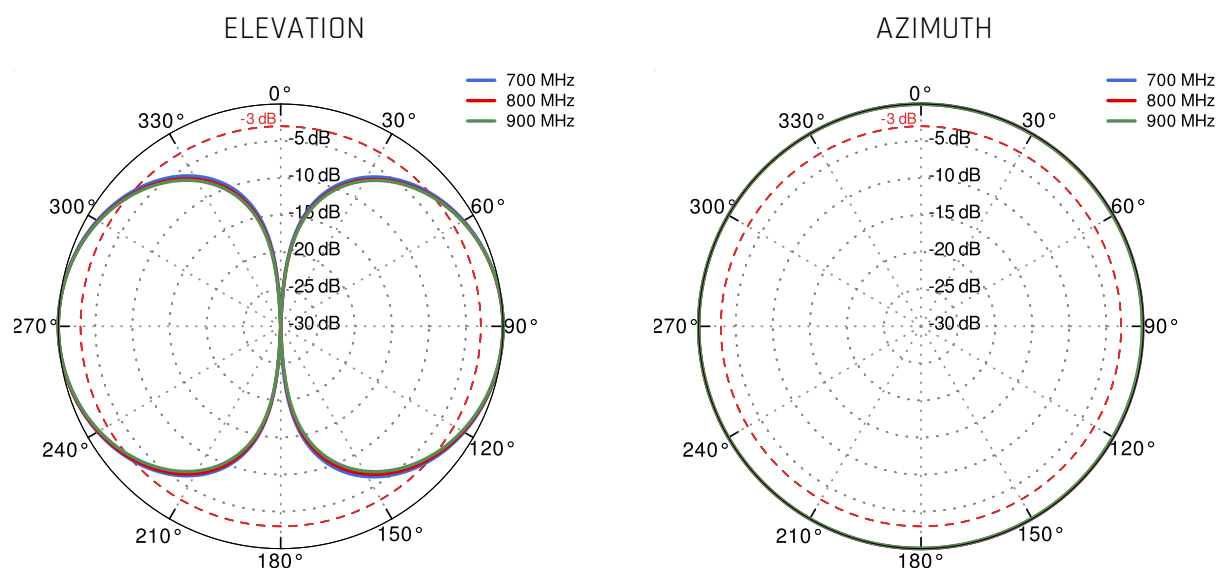 ELEVATION
700 MHz
800 MHz
900 MHz
0°
-3 dB
330°
30°
-5 dB
-10 dB
300°
-15 dB
60°
20 dB
-25 dB
270°
-30 dB
90°
240°
120°
210°
150°
180°
AZIMUTH
700 MHz
800 MHz
900 MHz
0°
-3 dB
330°
30°
-5 dB
-10 dB
300°
-15 dB
60°
-20 dB
-25 dB
270°
-30 dB
90°
240°
120°
210°
150°
180°